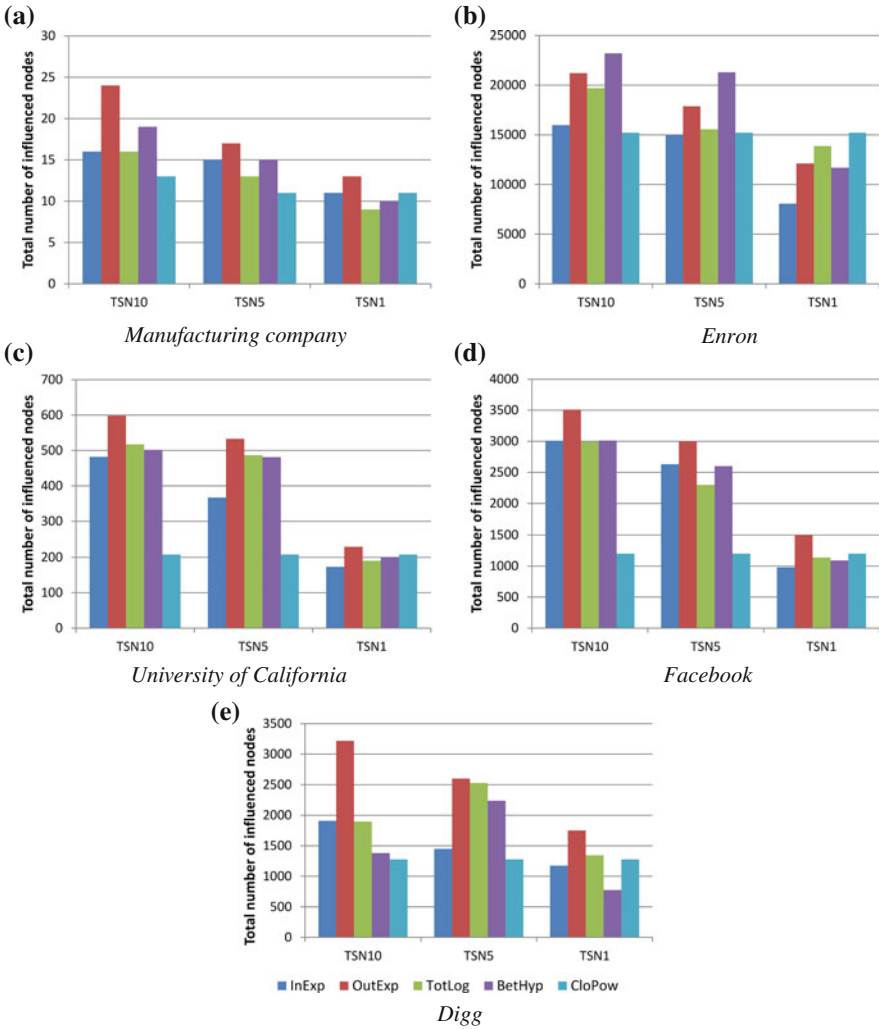 (a)
Total number of influenced nodes
30
25
20
15
10
5
0
TSN10 TSN5 TSN1
Manufacturing company
(b)
Total number of influenced nodes
25000
20000
15000
10000
5000
0
TSN10 TSN5 TSN1
Enron
(c)
Total number of influenced nodes
700
600
500
400
300
200
100
0
TSN10 TSN5 TSN1
University of California
(d)
Total number of influenced nodes
4000
3500
3000
2500
2000
1500
1000
500
0
TSN10 TSN5 TSN1
Facebook
(e)
Total number of influenced nodes
3500
3000
2500
2000
1500
1000
500
0
TSN10 TSN5 TSN1
InExp OutExp TotLog BetHyp CloPow
Digg